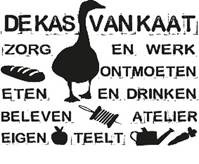 DE KAS VAN KAAT
ZORG EN WERK
ONTMOETEN
ETEN EN DRINKEN
BELEVEN ATELIER
EIGEN TEELT